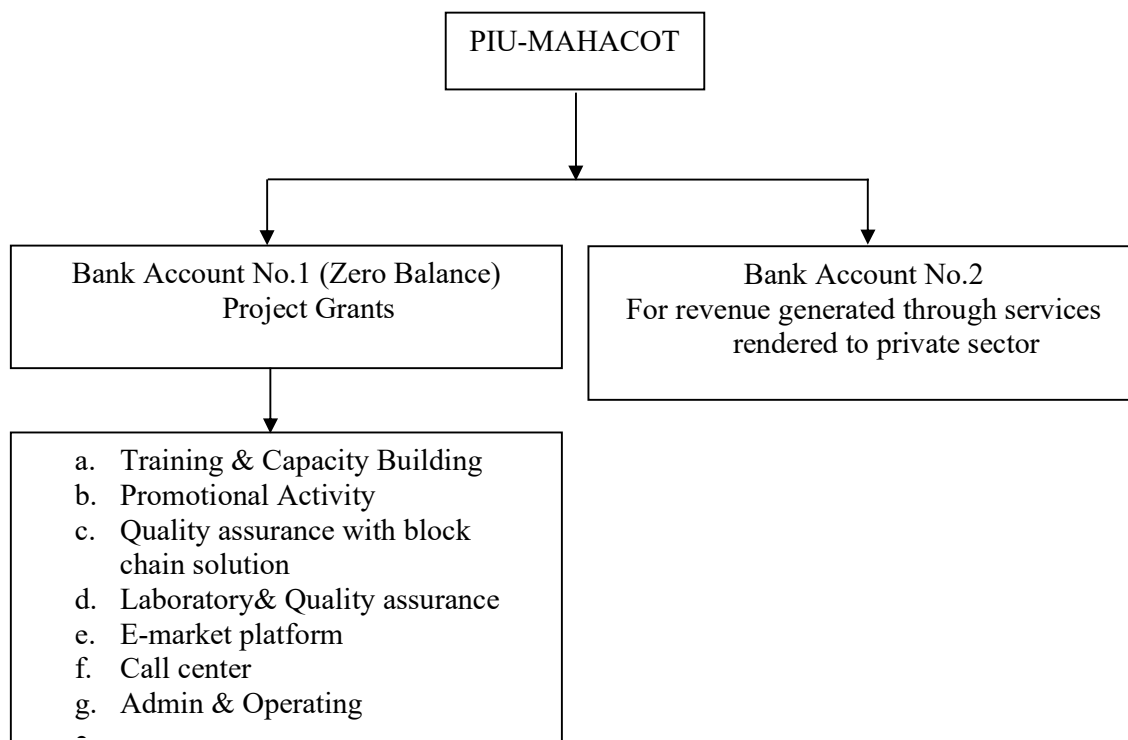 PIU-MAHACOT
Bank Account No.1 (Zero Balance)
Project Grants
Bank Account No.2
For revenue generated through services
rendered to private sector
a. Training & Capacity Building
b. Promotional Activity
c. Quality assurance with block
chain solution
d. Laboratory& Quality assurance
e. E-market platform
f. Call center
g. Admin & Operating